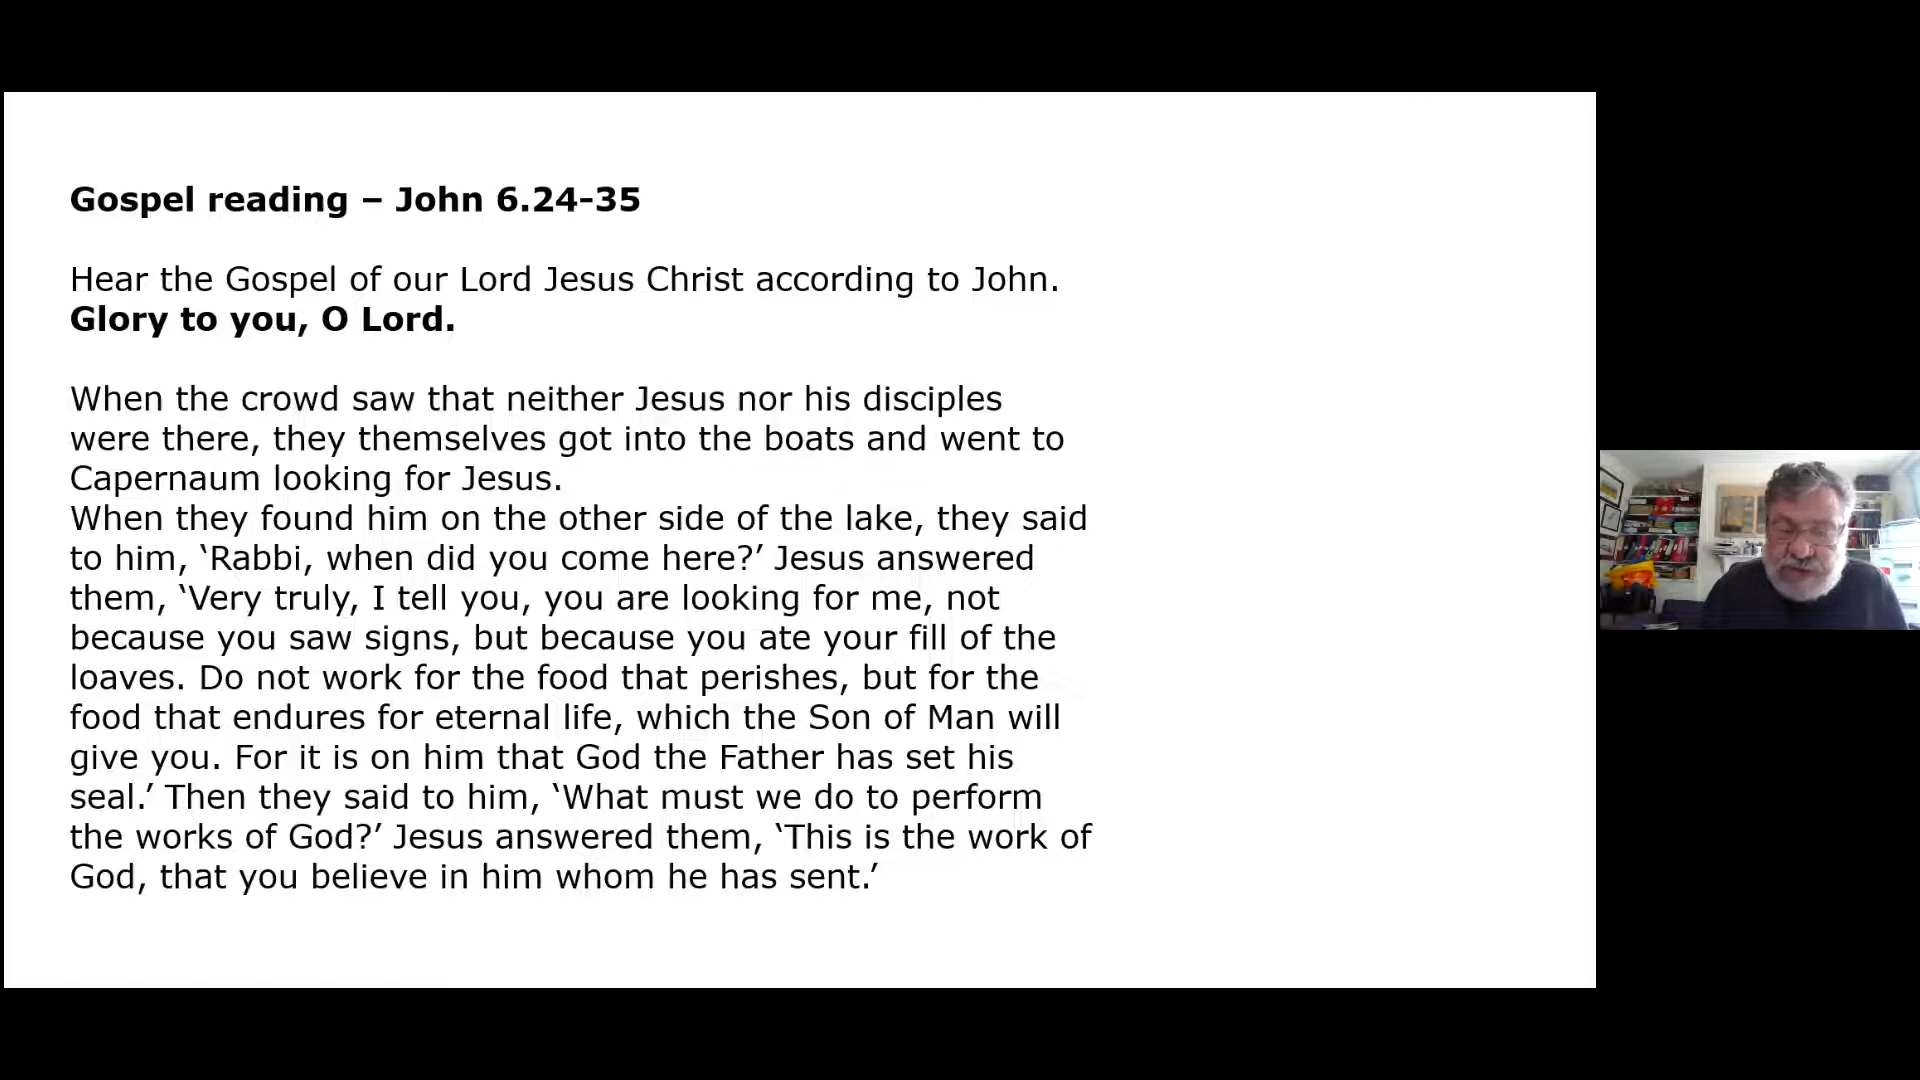 Gospel reading – John 6.24-35
Hear the Gospel of our Lord Jesus Christ according to John.
Glory to you, O Lord.
When the crowd saw that neither Jesus nor his disciples
were there, they themselves got into the boats and went to
Capernaum looking for Jesus.
When they found him on the other side of the lake, they said
to him, ‘Rabbi, when did you come here?’ Jesus answered
them, ‘Very truly, I tell you, you are looking for me, not
because you saw signs, but because you ate your fill of the
loaves. Do not work for the food that perishes, but for the
food that endures for eternal life, which the Son of Man will
give you. For it is on him that God the Father has set his
seal.’ Then they said to him, ‘What must we do to perform
the works of God?’ Jesus answered them, ‘This is the work of
God, that you believe in him whom he has sent.’